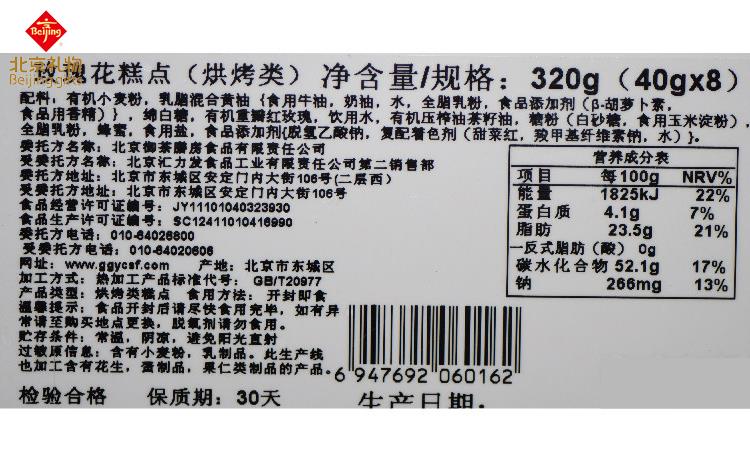 Beijing
北京礼物
Beijing gifts
玫瑰花糕点（烘烤类） 净含量/规格：320g（40gx8）
配料：有机小麦粉，乳脂混合黄油｛食用牛油，奶油，水，全脂乳粉，食品添加剂（β-胡萝卜素，
食品用香精）｝，绵白糖，有机重瓣红玫瑰，饮用水，有机压榨油茶籽油，糖粉（白砂糖，食用玉米淀粉），
全脂乳粉，蜂蜜，食用盐，食品添加剂{脱氢乙酸钠，复配着色剂（甜菜红，羧甲基纤维素钠，水）}。
委托方名称：北京御茶膳房食品有限责任公司
受委托方名称：北京汇力发食品工业有限责任公司第二销售部
委托方地址：北京市东城区安定门内大街106号(二层西）
受委托方地址：北京市东城区安定门内大街106号
食品经营许可证编号：JY11101040323930
食品生产许可证编号：SC12411010416990
委托方电话：010-64026800
受委托方电话：010-64020606
网址：www.ggycsf.com 产地：北京市东城区
加工方式：热加工产品标准代号：GB/T20977
产品类型：烘烤类糕点 食用方法：开封即食
温馨提示：食品开封后请尽快食用完毕，如有异
常请至购买地点更换，脱氧剂请勿食用。
贮存条件：常温，阴凉，避免阳光直射
过敏原信息：含有小麦粉，乳制品。此生产线
也加工含有花生，蛋制品，果仁类制品的产品。
检验合格 保质期：30天 生产日期：
营养成分表
项目 每100g NRV%
能量 1825kJ 22%
蛋白质 4.1g 7%
脂肪 23.5g 21%
—反式脂肪（酸） 0g
碳水化合物 52.1g 17%
钠 266mg 13%
6 947692 060162